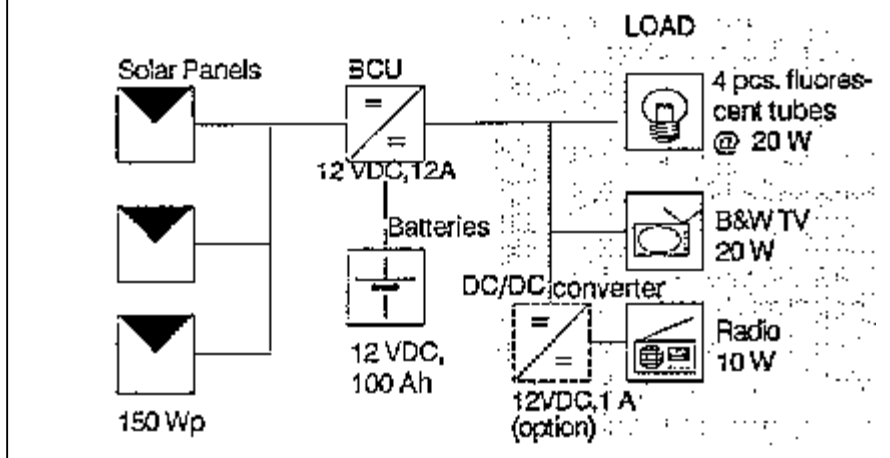 LOAD
Solar Panels
BCU
4 pcs. fluores-
cent tubes
@ 20 W
12 VDC,12A
Batteries
B&W TV
20 W
DC/DC converter
12 VDC,
100 Ah
Radio
10 W
12VDC,1 A
(option)
150 Wp